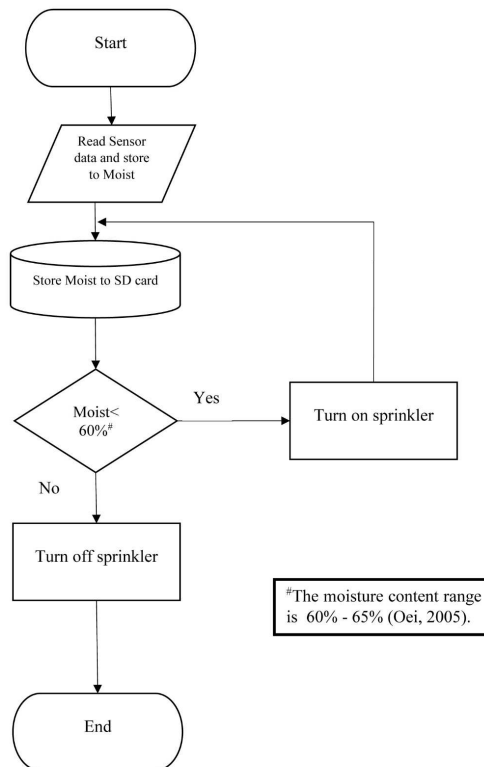 Start
Read Sensor
data and store
to Moist
Store Moist to SD card
Moist<
60%#
Yes
Turn on sprinkler
No
Turn off sprinkler
#The moisture content range
is 60% - 65% (Oei, 2005).
End